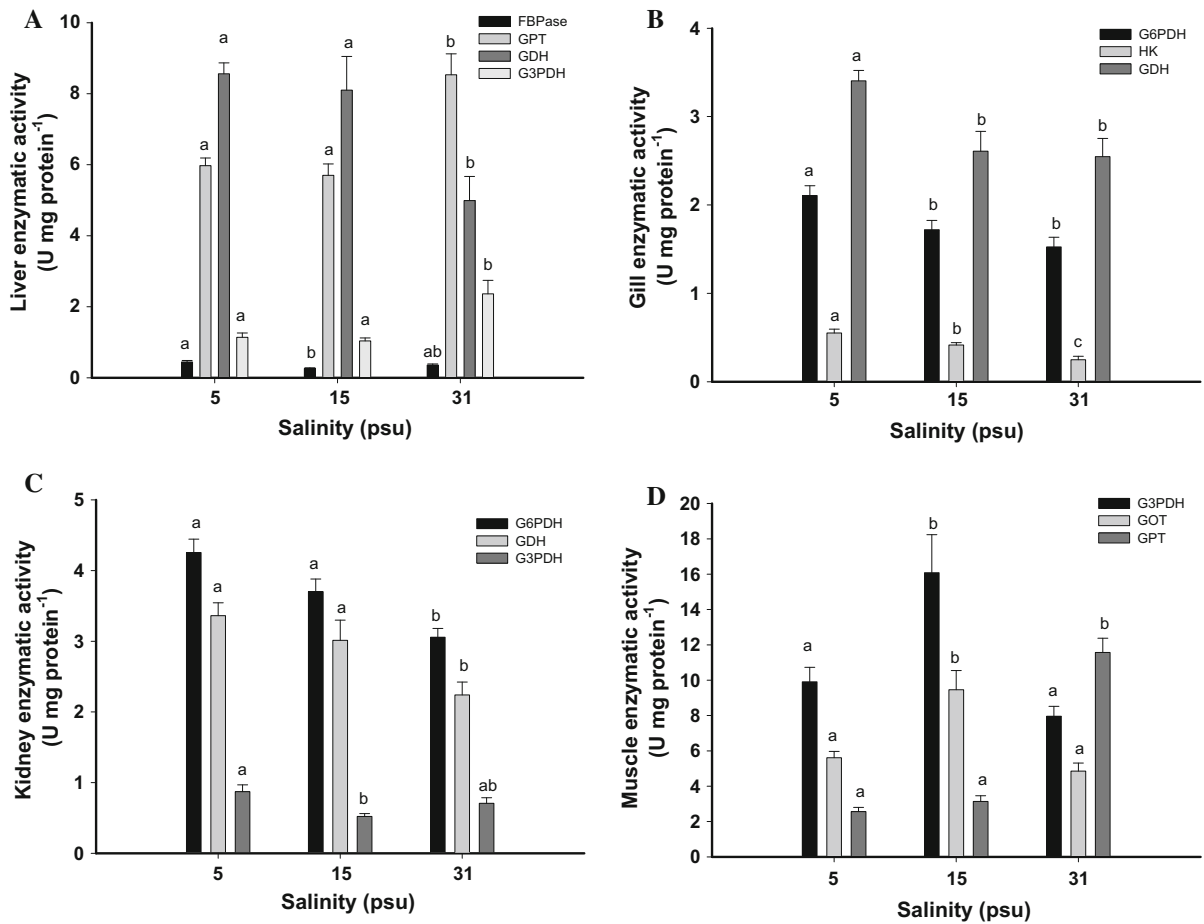 A
Liver enzymatic activity
(U mg protein⁻¹)
10
8
6
4
2
0
FBPase
GPT
GDH
G3PDH
a a a a
b a a a
ab b b b
5 15 31
Salinity (psu)
B
Gill enzymatic activity
(U mg protein⁻¹)
4
3
2
1
0
G6PDH
HK
GDH
a a a
b b b
b c b
5 15 31
Salinity (psu)
C
Kidney enzymatic activity
(U mg protein⁻¹)
5
4
3
2
1
0
G6PDH
GDH
G3PDH
a a a
a a b
b b ab
5 15 31
Salinity (psu)
D
Muscle enzymatic activity
(U mg protein⁻¹)
20
18
16
14
12
10
8
6
4
2
0
G3PDH
GOT
GPT
a a a
b b a
a a b
5 15 31
Salinity (psu)